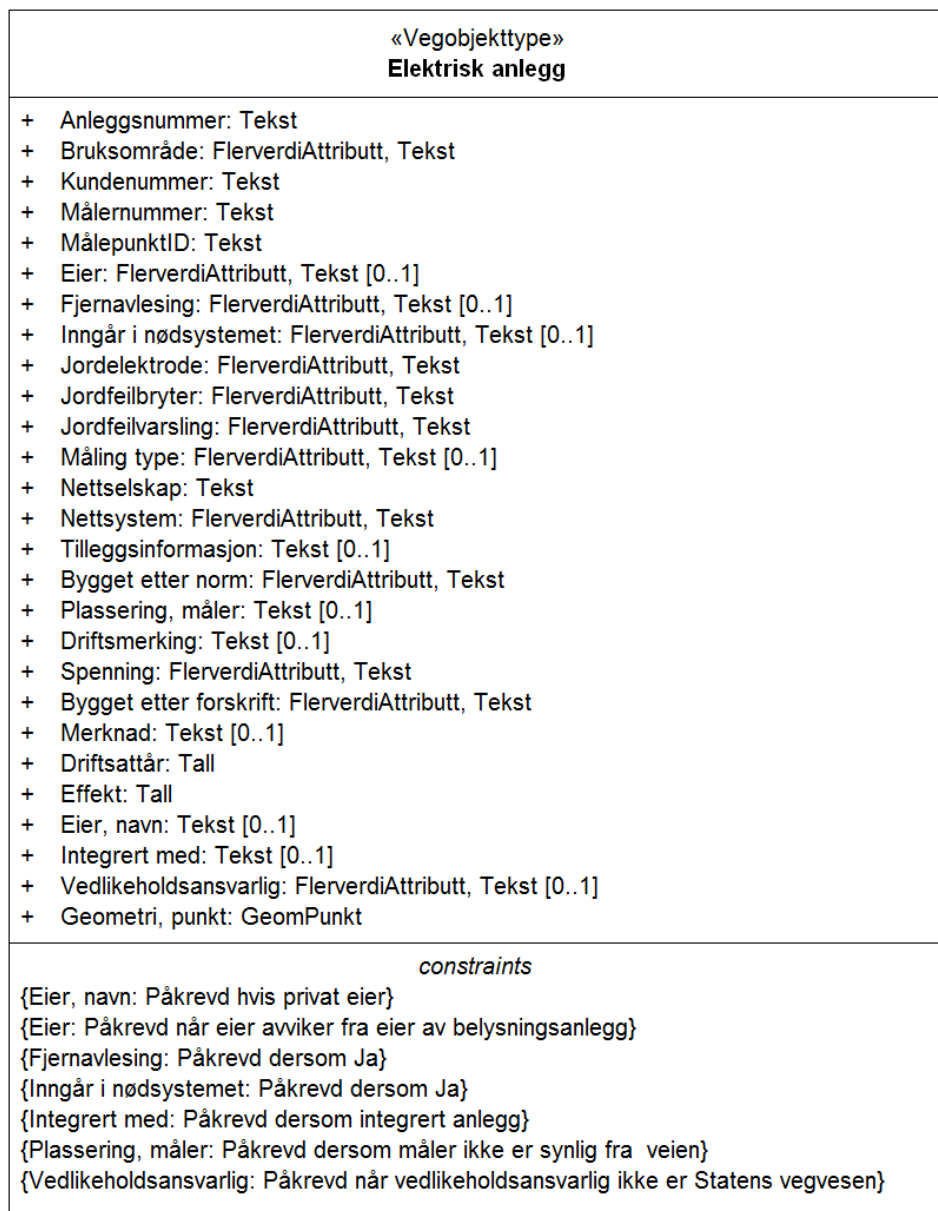 «Vegobjekttype»
Elektrisk anlegg
+ Anleggsnummer: Tekst
+ Bruksområde: FlerverdiAttributt, Tekst
+ Kundenummer: Tekst
+ Målernummer: Tekst
+ MålepunktID: Tekst
+ Eier: FlerverdiAttributt, Tekst [0..1]
+ Fjernavlesing: FlerverdiAttributt, Tekst [0..1]
+ Inngår i nødsystemet: FlerverdiAttributt, Tekst [0..1]
+ Jordelektrode: FlerverdiAttributt, Tekst
+ Jordfeilbryter: FlerverdiAttributt, Tekst
+ Jordfeilvarsling: FlerverdiAttributt, Tekst
+ Måling type: FlerverdiAttributt, Tekst [0..1]
+ Nettselskap: Tekst
+ Nettsystem: FlerverdiAttributt, Tekst
+ Tilleggsinformasjon: Tekst [0..1]
+ Bygget etter norm: FlerverdiAttributt, Tekst
+ Plassering, måler: Tekst [0..1]
+ Driftsmerking: Tekst [0..1]
+ Spenning: FlerverdiAttributt, Tekst
+ Bygget etter forskrift: FlerverdiAttributt, Tekst
+ Merknad: Tekst [0..1]
+ Driftsattår: Tall
+ Effekt: Tall
+ Eier, navn: Tekst [0..1]
+ Integrert med: Tekst [0..1]
+ Vedlikeholdsansvarlig: FlerverdiAttributt, Tekst [0..1]
+ Geometri, punkt: GeomPunkt
constraints
{Eier, navn: Påkrevd hvis privat eier}
{Eier: Påkrevd når eier avviker fra eier av belysningsanlegg}
{Fjernavlesing: Påkrevd dersom Ja}
{Inngår i nødsystemet: Påkrevd dersom Ja}
{Integrert med: Påkrevd dersom integrert anlegg}
{Plassering, måler: Påkrevd dersom måler ikke er synlig fra  veien}
{Vedlikeholdsansvarlig: Påkrevd når vedlikeholdsansvarlig ikke er Statens vegvesen}